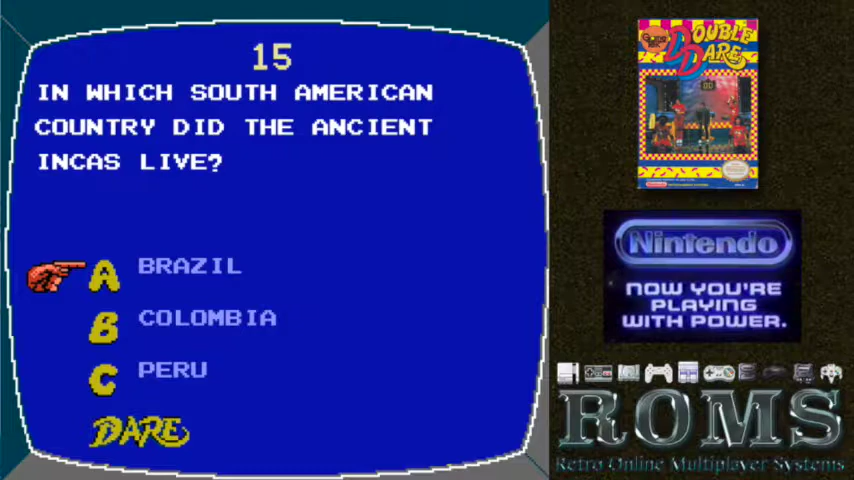 15
IN WHICH SOUTH AMERICAN
COUNTRY DID THE ANCIENT
INCAS LIVE?
A BRAZIL
B COLOMBIA
C PERU
DARE
DOUBLE
DARE
Nintendo
NOW YOU'RE
PLAYING
WITH POWER.
ROMS
Retro Online Multiplayer Systems